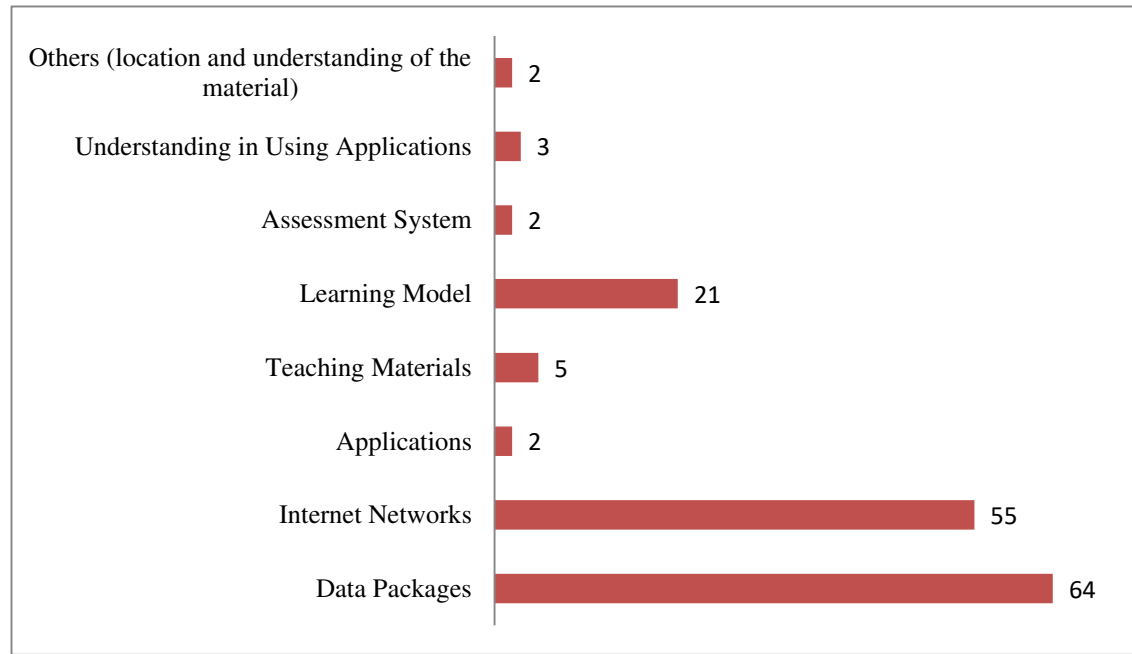 Others (location and understanding of the
material)
2
Understanding in Using Applications
3
Assessment System
2
Learning Model
21
Teaching Materials
5
Applications
2
Internet Networks
55
Data Packages
64